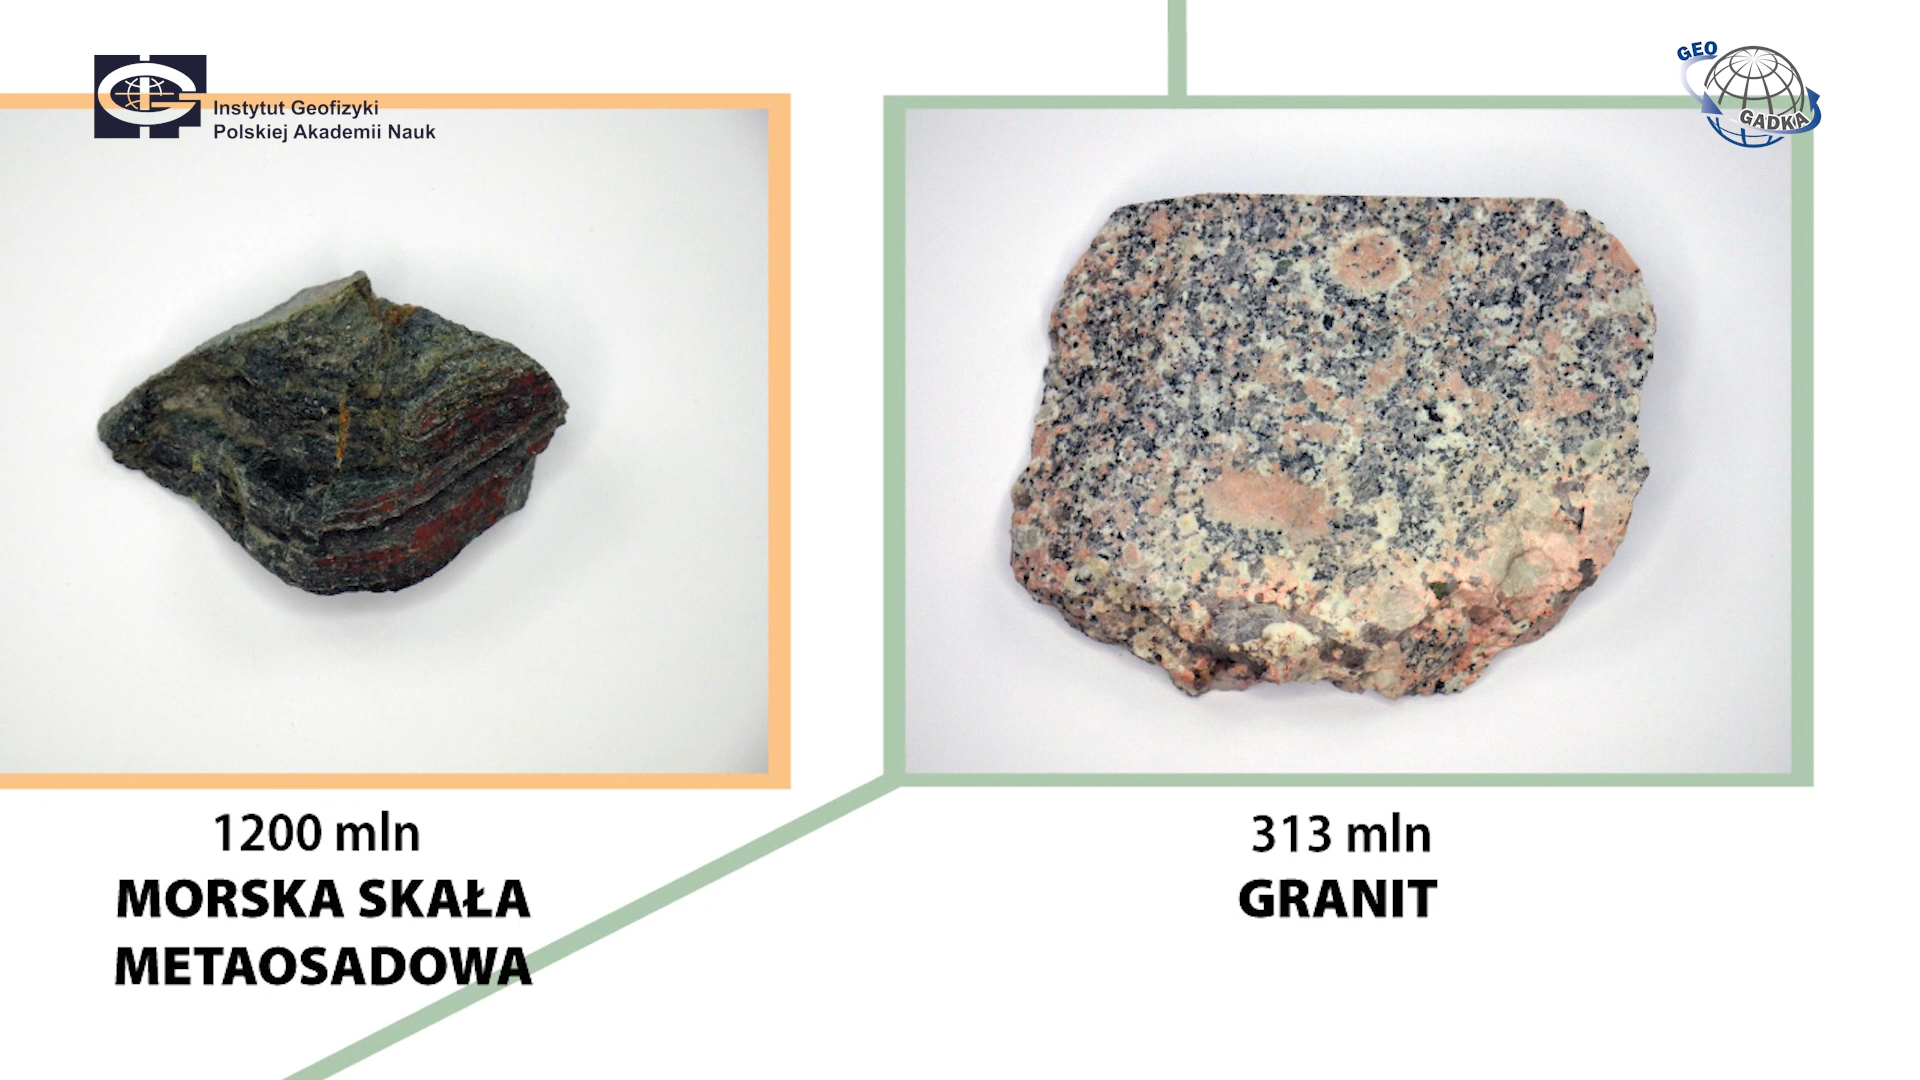 Instytut Geofizyki
Polskiej Akademii Nauk
GEO
GADKA
1200 mln
MORSKA SKAŁA
METAOSADOWA
313 mln
GRANIT